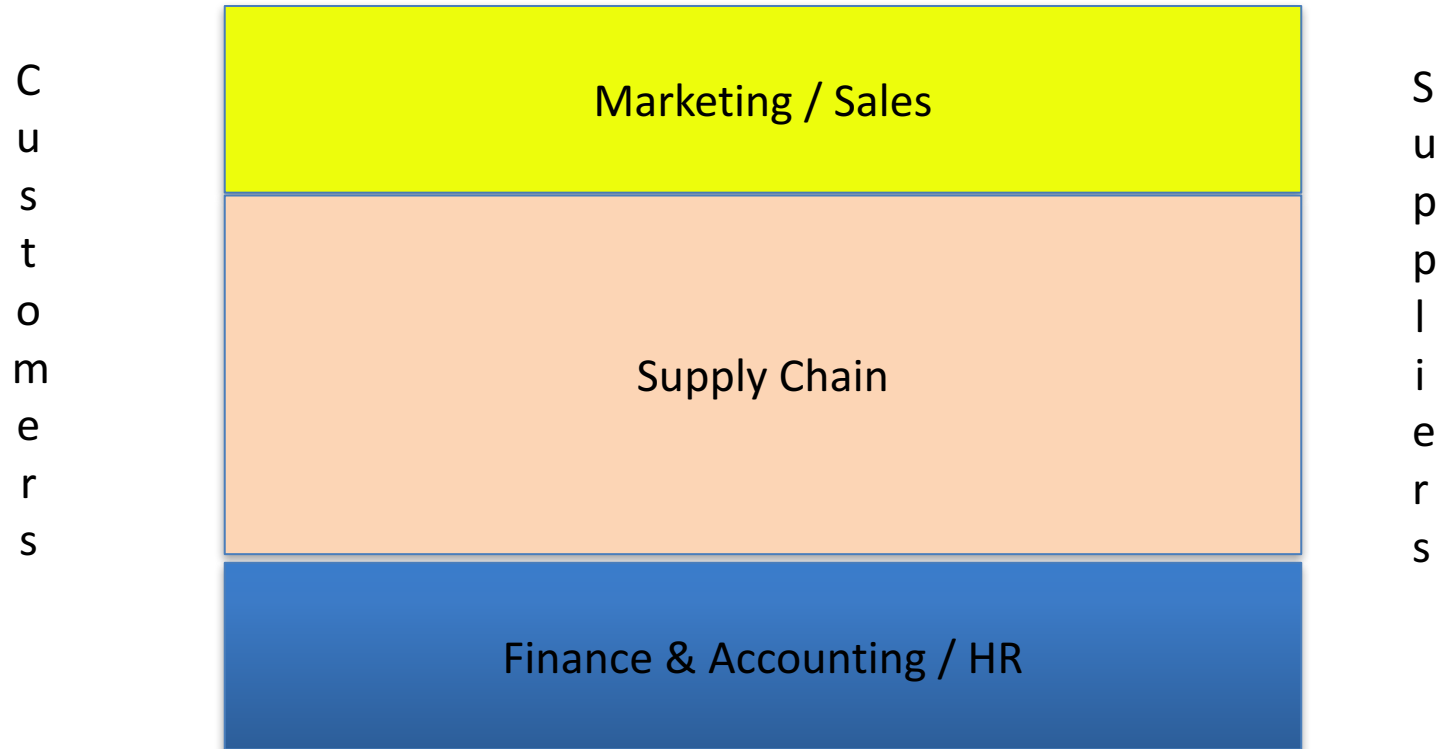 Customers
Marketing / Sales
Supply Chain
Finance & Accounting / HR
Suppliers